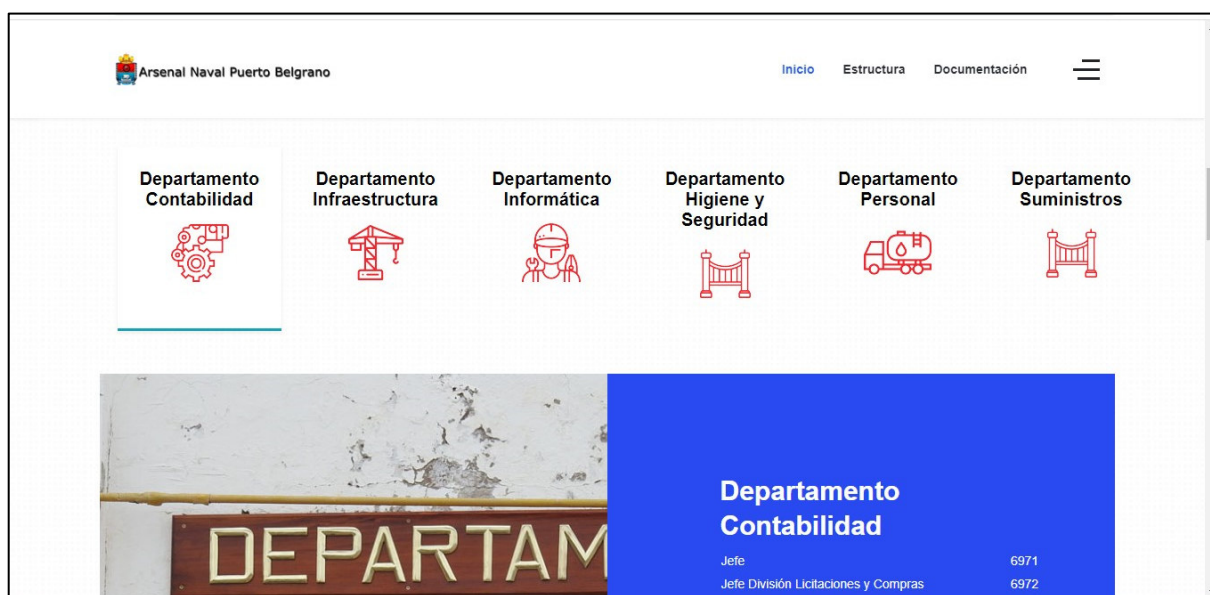 Arsenal Naval Puerto Belgrano
Inicio Estructura Documentación
Departamento
Contabilidad
Departamento
Infraestructura
Departamento
Informática
Departamento
Higiene y
Seguridad
Departamento
Personal
Departamento
Suministros
DEPARTAM
Departamento
Contabilidad
Jefe 6971
Jefe División Licitaciones y Compras 6972